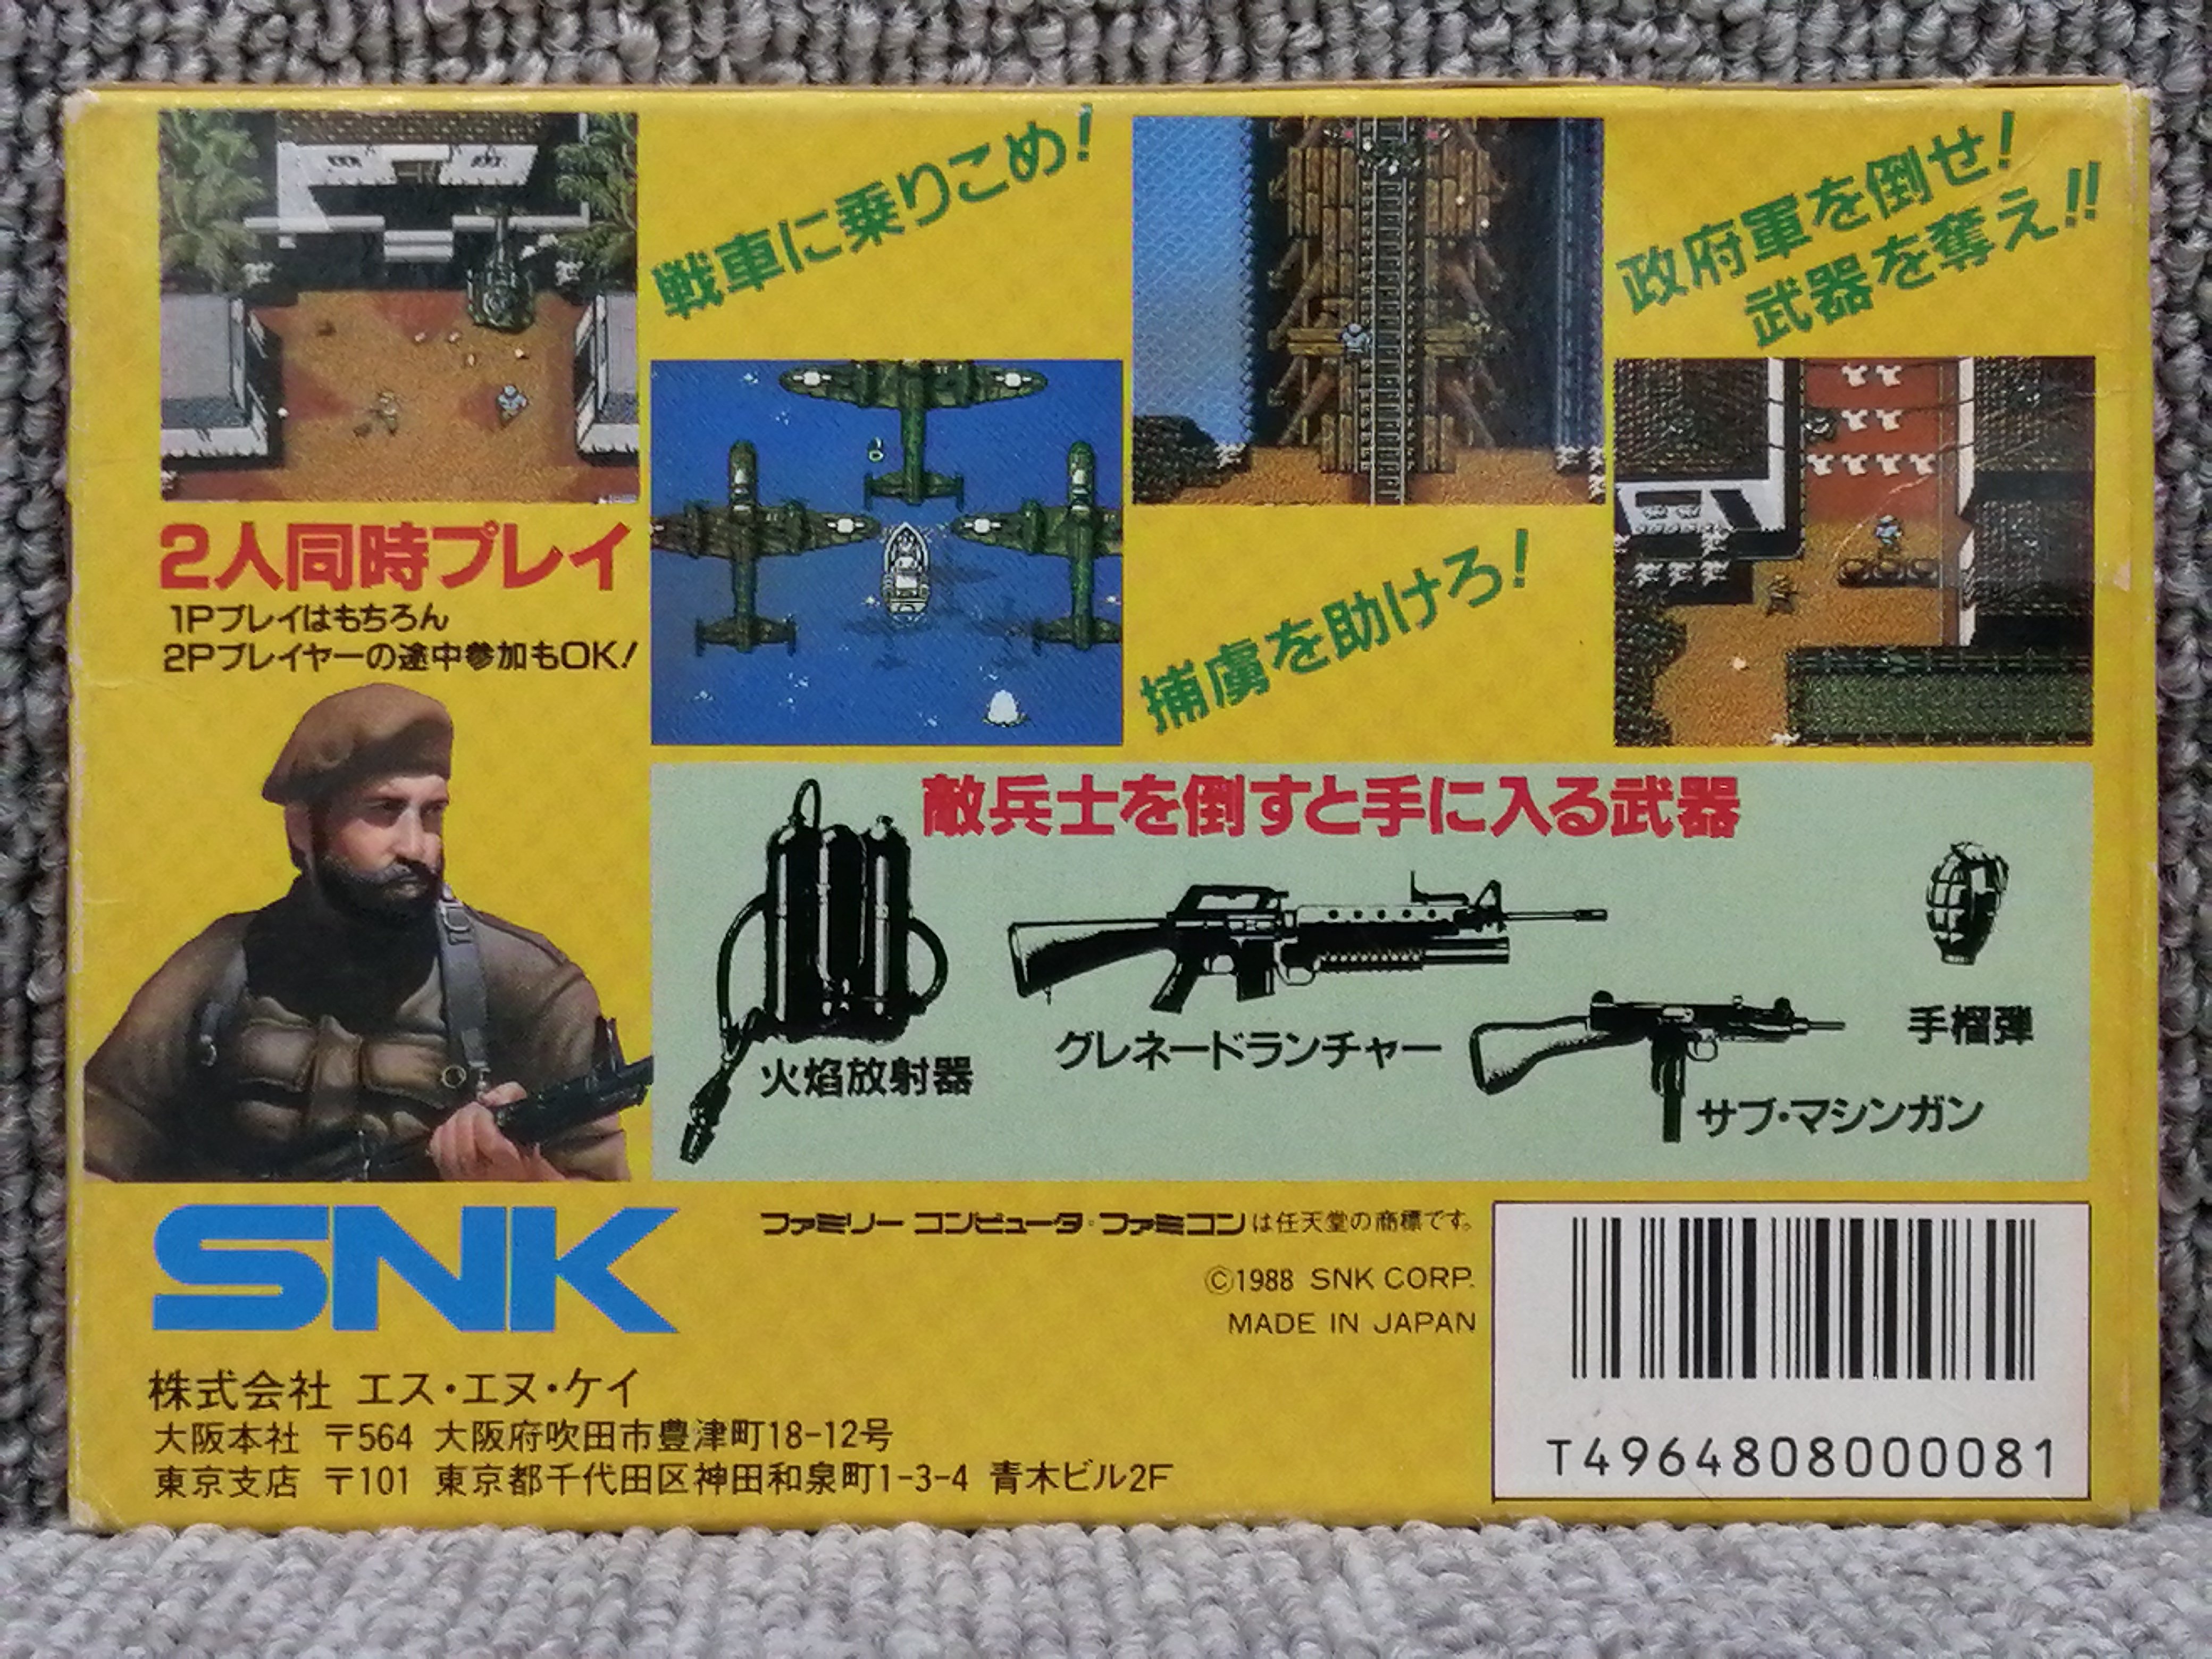 戦車に乗りこめ!
政府軍を倒せ!
武器を奪え!!
2人同時プレイ
1Pプレイはもちろん
2Pプレイヤーの途中参加もOK!
捕虜を助けろ!
敵兵士を倒すと手に入る武器
火焰放射器
グレネードランチャー
サブ・マシンガン
手榴弾
SNK
ファミリーコンピュータ・ファミコンは任天堂の商標です。
©1988 SNK CORP.
MADE IN JAPAN
株式会社 エス・エヌ・ケイ
大阪本社 〒564 大阪府吹田市豊津町18-12号
東京支店 〒101 東京都千代田区神田和泉町1-3-4 青木ビル2F
T4964808000081